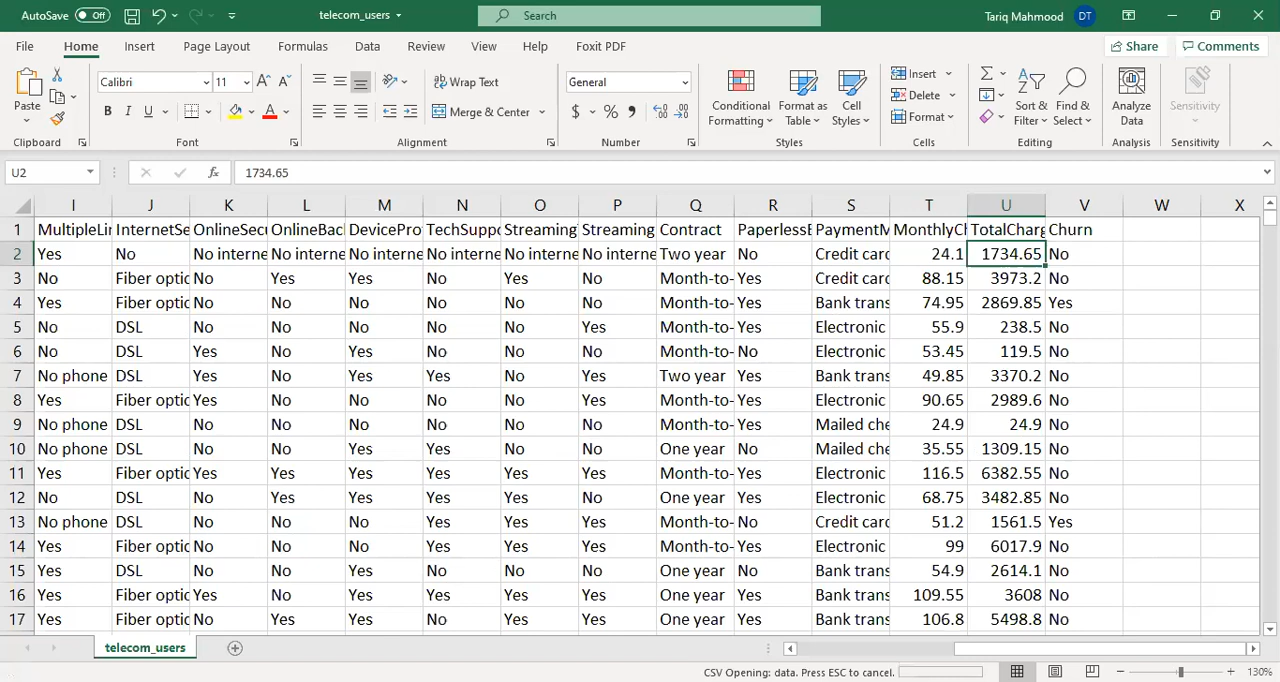 AutoSave Off telecom_users Search Tariq Mahmood DT
File Home Insert Page Layout Formulas Data Review View Help Foxit PDF Share Comments
Paste Calibri 11 B I U Wrap Text Merge & Center General $ % Conditional Formatting Format as Table Cell Styles Insert Delete Format Sort & Filter Find & Select Analyze Data Sensitivity
Clipboard Font Alignment Number Styles Cells Editing Analysis Sensitivity
U2 fx 1734.65
I J K L M N O P Q R S T U V W X
1 MultipleLi InternetSe OnlineSecu OnlineBac DevicePro TechSuppo Streaming Streaming Contract PaperlessB PaymentM MonthlyCh TotalCharg Churn
2 Yes No No interne No interne No interne No interne No interne No interne Two year No Credit card 24.1 1734.65 No
3 No Fiber optic No Yes Yes No Yes No Month-to- Yes Credit card 88.15 3973.2 No
4 Yes Fiber optic No No No No No No Month-to- Yes Bank trans 74.95 2869.85 Yes
5 No DSL No No No No No Yes Month-to- Yes Electronic 55.9 238.5 No
6 No DSL Yes No Yes No No No Month-to- No Electronic 53.45 119.5 No
7 No phone DSL Yes No Yes Yes No Yes Two year No Bank trans 49.85 3370.2 No
8 Yes Fiber optic Yes No Yes No No Yes Month-to- Yes Bank trans 90.65 2989.6 No
9 No phone DSL No No No No No No Month-to- Yes Mailed che 24.9 24.9 No
10 No phone DSL No No Yes Yes No No One year No Mailed che 35.55 1309.15 No
11 Yes Fiber optic Yes Yes Yes Yes Yes Yes Month-to- Yes Electronic 116.5 6382.55 No
12 No DSL No Yes Yes Yes Yes No One year Yes Electronic 68.75 3482.85 No
13 No phone DSL No No No Yes Yes Yes Month-to- No Credit card 51.2 1561.5 Yes
14 Yes Fiber optic No No No Yes Yes Yes Month-to- Yes Electronic 99 6017.9 No
15 Yes DSL No No Yes No No No One year No Bank trans 54.9 2614.1 No
16 Yes Fiber optic Yes No Yes Yes Yes Yes One year Yes Bank trans 109.55 3608 No
17 Yes Fiber optic No Yes Yes No Yes Yes One year Yes Bank trans 106.8 5498.8 No
telecom_users
CSV Opening: data. Press ESC to cancel. 130%